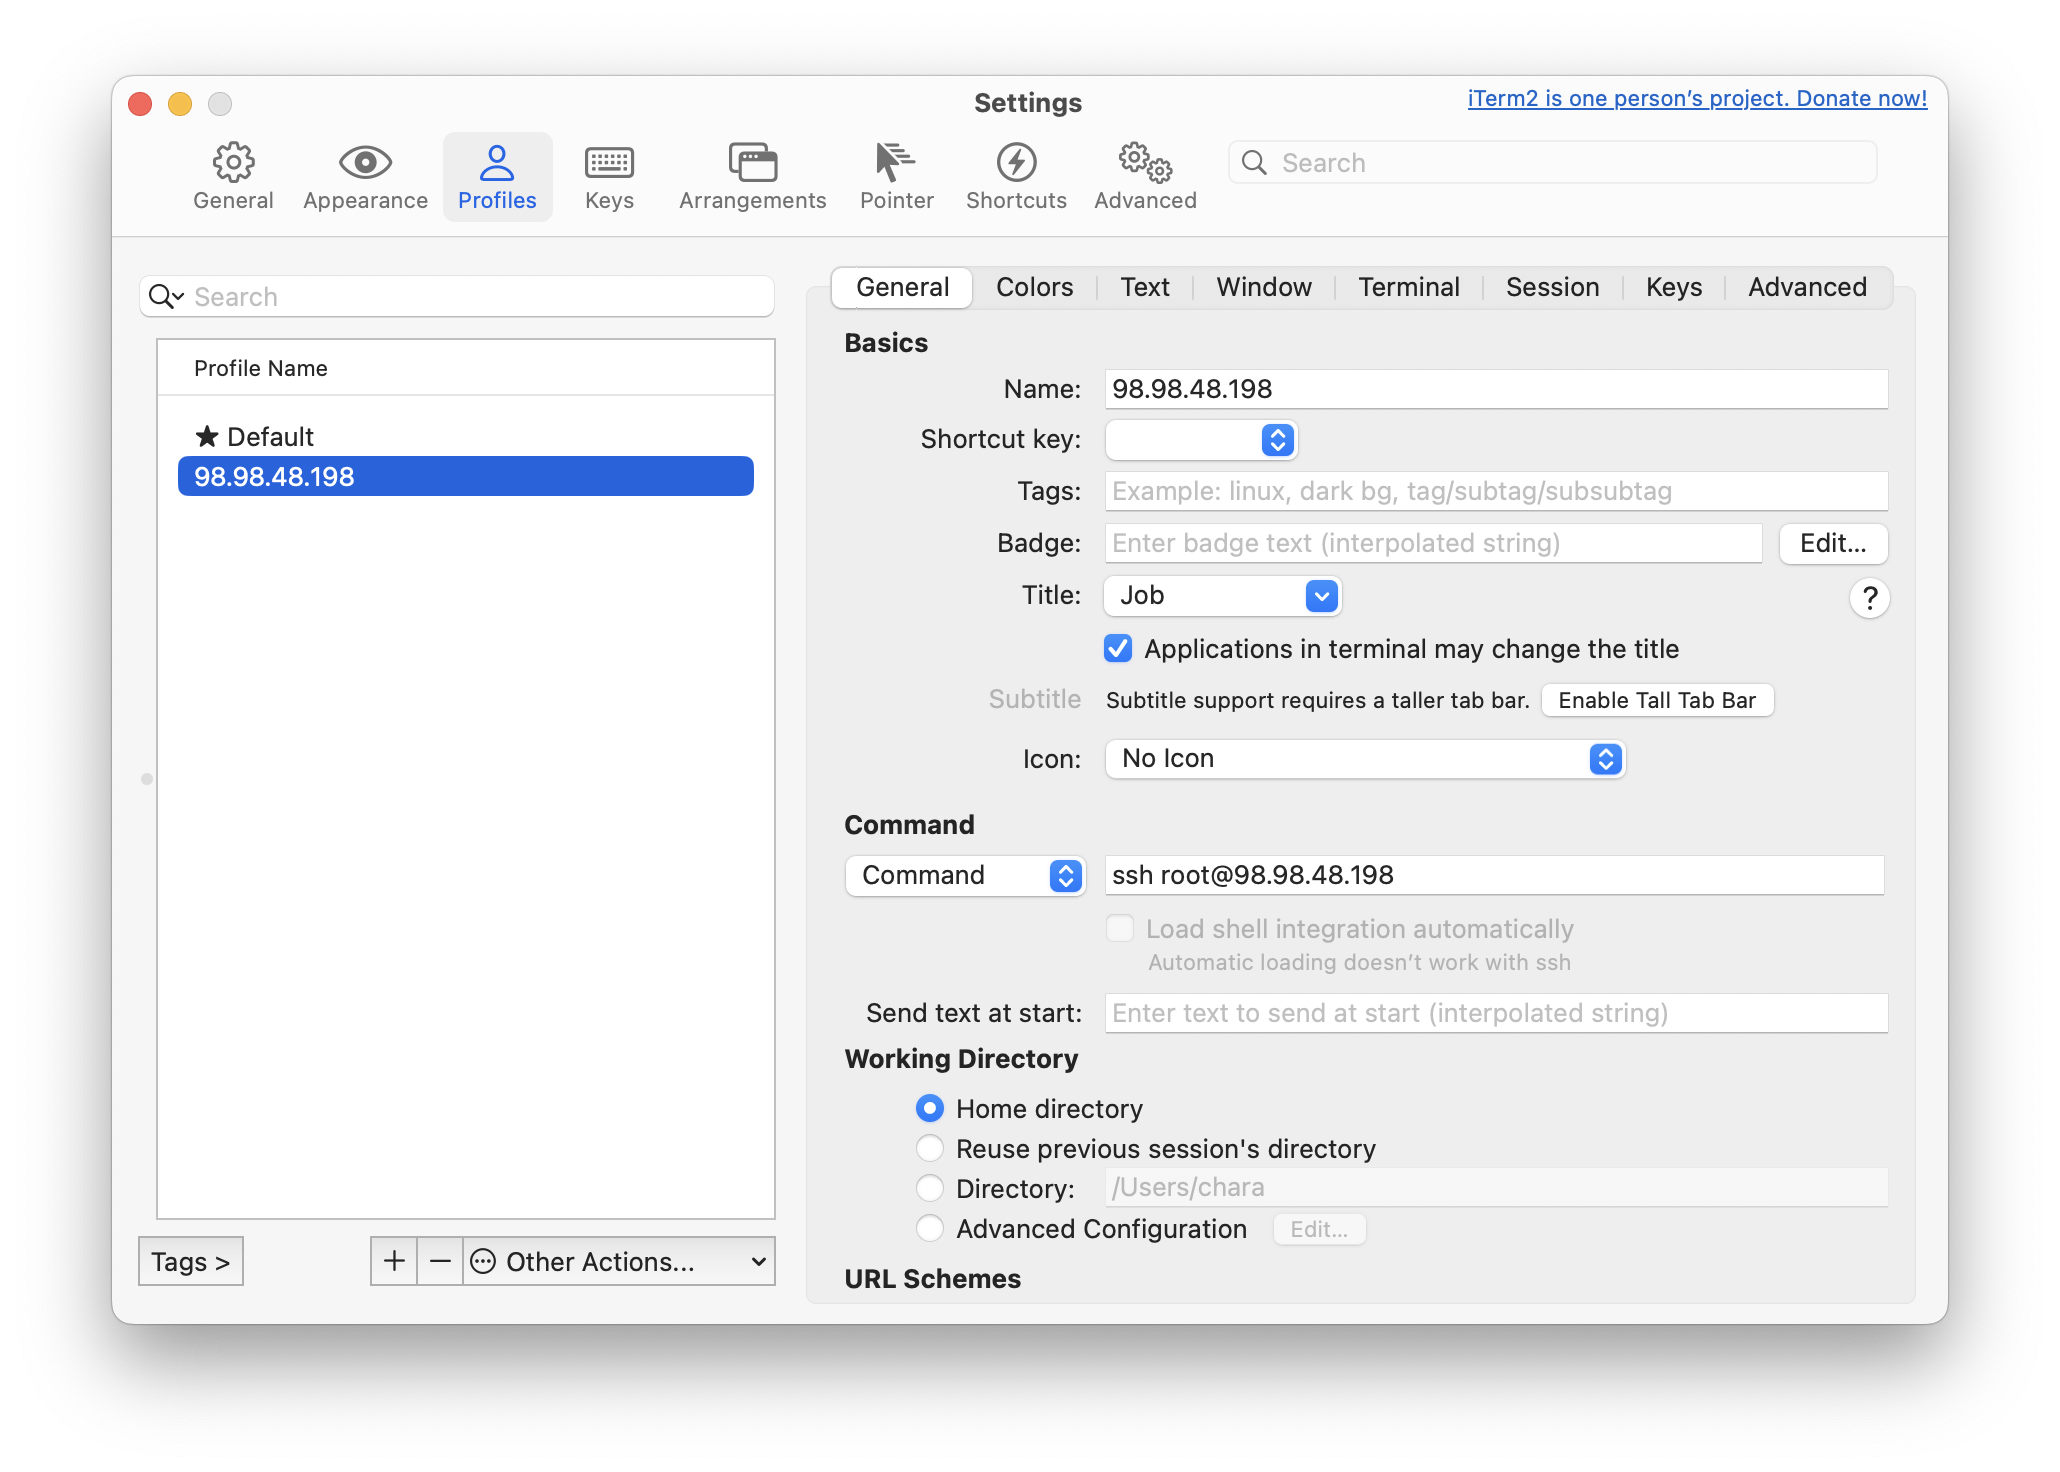 Settings
iTerm2 is one person's project. Donate now!
General
Appearance
Profiles
Keys
Arrangements
Pointer
Shortcuts
Advanced
Search
Search
Profile Name
★ Default
98.98.48.198
Tags >
+
−
Other Actions...
General
Colors
Text
Window
Terminal
Session
Keys
Advanced
Basics
Name: 98.98.48.198
Shortcut key:
Tags: Example: linux, dark bg, tag/subtag/subsubtag
Badge: Enter badge text (interpolated string) Edit...
Title: Job ?
Applications in terminal may change the title
Subtitle Subtitle support requires a taller tab bar. Enable Tall Tab Bar
Icon: No Icon
Command
Command ssh root@98.98.48.198
Load shell integration automatically
Automatic loading doesn't work with ssh
Send text at start: Enter text to send at start (interpolated string)
Working Directory
Home directory
Reuse previous session's directory
Directory: /Users/chara
Advanced Configuration Edit...
URL Schemes